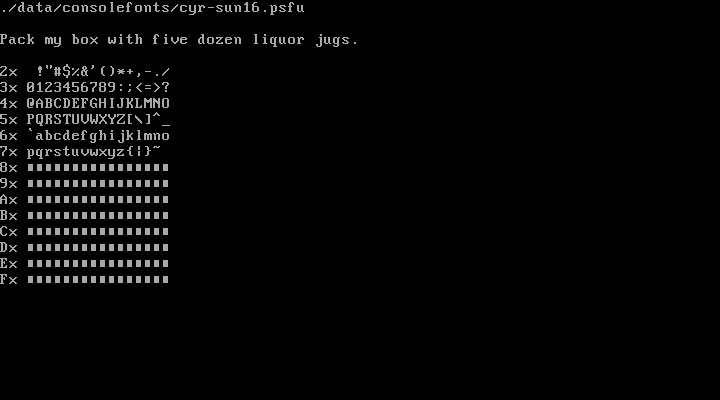 ./data/consolefonts/cyr-sun16.psfu
Pack my box with five dozen liquor jugs.
2x  !"#$%&'()*+,-./
3x 0123456789:;<=>?
4x @ABCDEFGHIJKLMNO
5x PQRSTUVWXYZ[\]^_
6x `abcdefghijklmno
7x pqrstuvwxyz{|}~
8x ▮▮▮▮▮▮▮▮▮▮▮▮▮▮▮▮
9x ▮▮▮▮▮▮▮▮▮▮▮▮▮▮▮▮
Ax ▮▮▮▮▮▮▮▮▮▮▮▮▮▮▮▮
Bx ▮▮▮▮▮▮▮▮▮▮▮▮▮▮▮▮
Cx ▮▮▮▮▮▮▮▮▮▮▮▮▮▮▮▮
Dx ▮▮▮▮▮▮▮▮▮▮▮▮▮▮▮▮
Ex ▮▮▮▮▮▮▮▮▮▮▮▮▮▮▮▮
Fx ▮▮▮▮▮▮▮▮▮▮▮▮▮▮▮▮